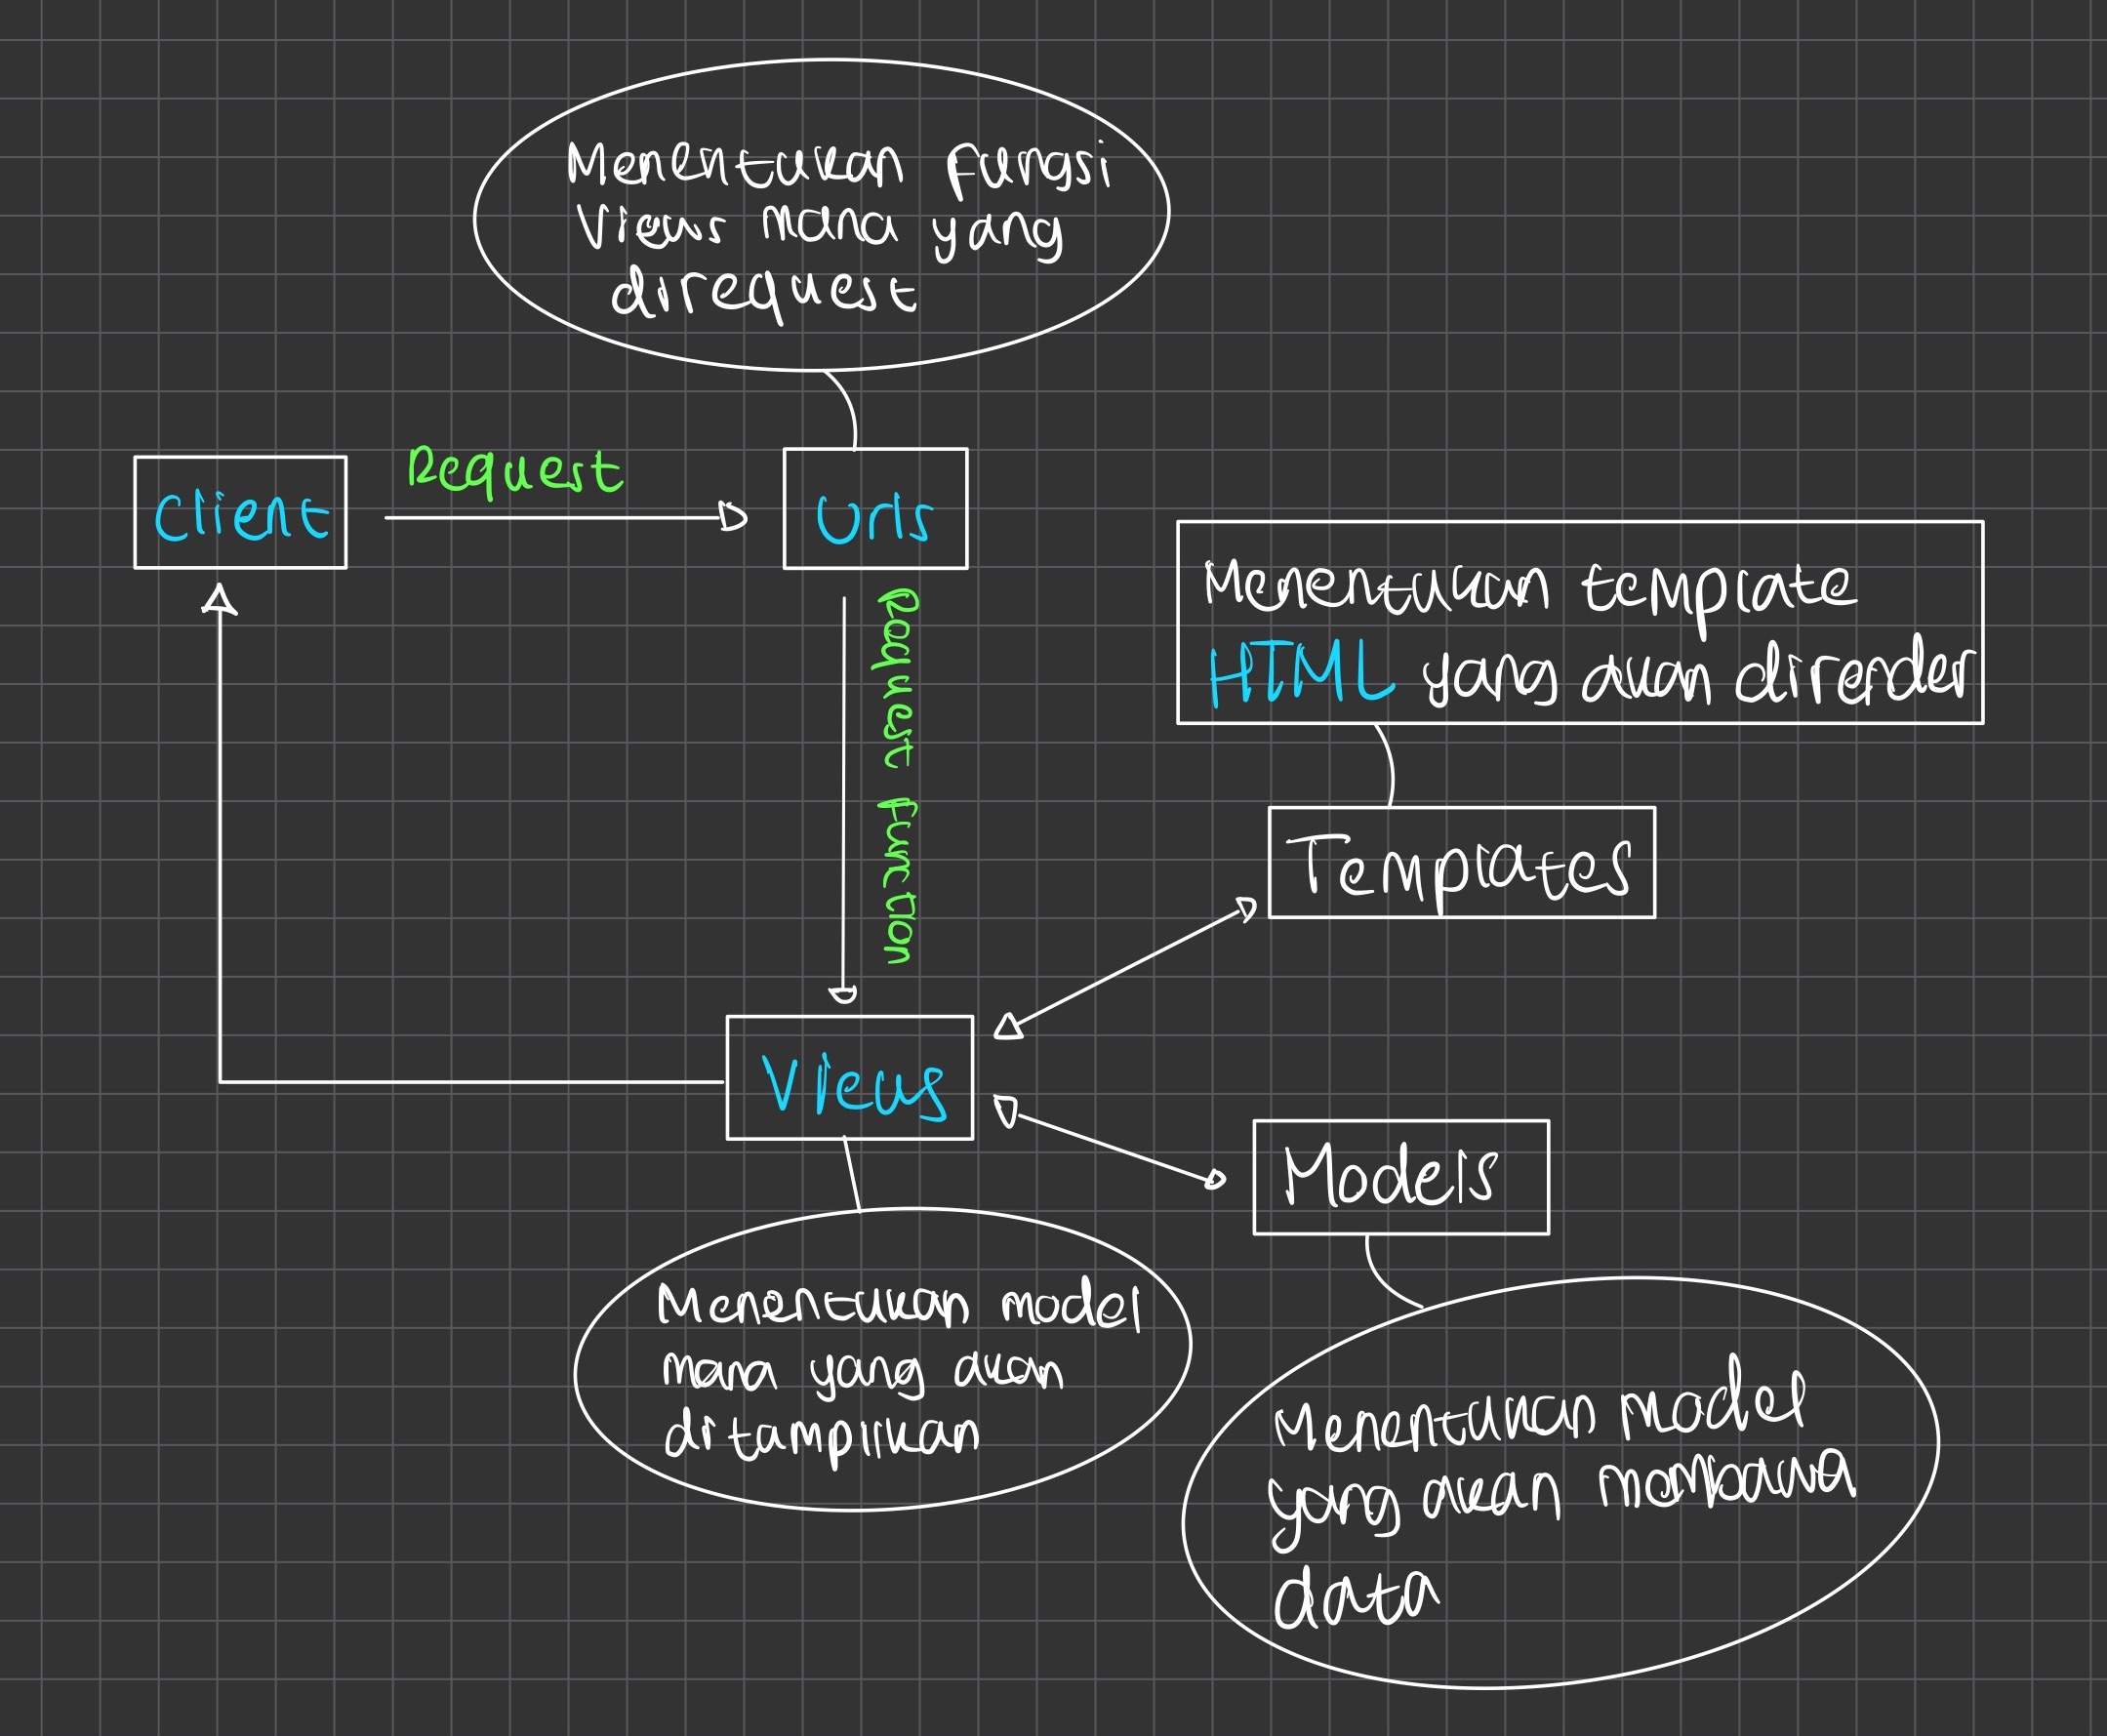 Menentukan fungsi
views mana yang
direquest
Client
Request
Urls
Request Function
Menentukan template
HTML yang akan dirender
Templates
Views
Models
Menentukan model
mana yang akan
ditampilkan
Menentukan model
yang akan membawa
data